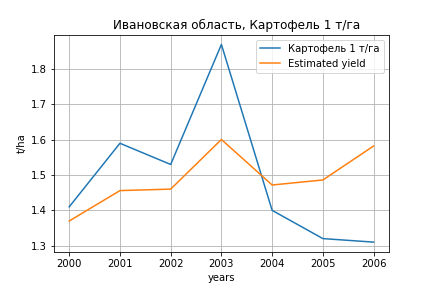 Ивановская область, Картофель 1 т/га
Картофель 1 т/га
Estimated yield
t/ha
1.8
1.7
1.6
1.5
1.4
1.3
2000 2001 2002 2003 2004 2005 2006
years